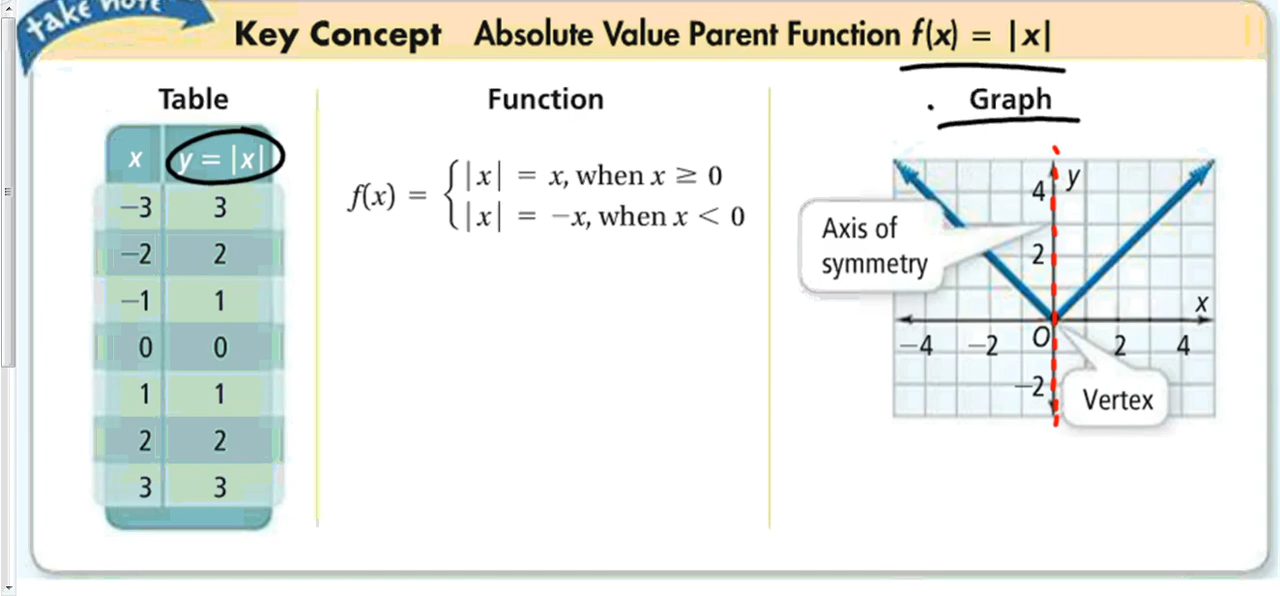 take note
Key Concept Absolute Value Parent Function f(x) = |x|
Table
x y = |x|
−3 3
−2 2
−1 1
0 0
1 1
2 2
3 3
Function
f(x) = { |x| = x, when x ≥ 0
|x| = −x, when x < 0
Graph
4 y
Axis of
symmetry
2
x
−4 −2 O 2 4
−2
Vertex